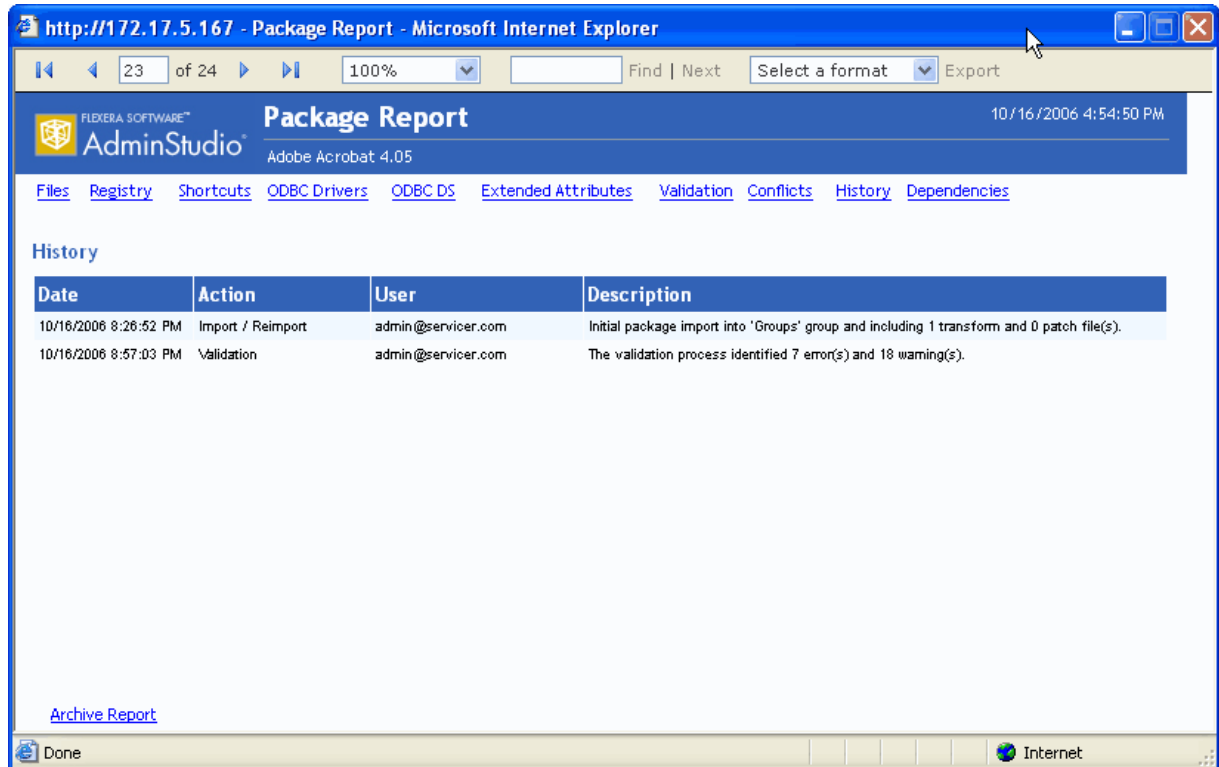 http://172.17.5.167 - Package Report - Microsoft Internet Explorer
23 of 24 100% Find | Next Select a format Export
FLEXERA SOFTWARE™
AdminStudio®
Package Report
10/16/2006 4:54:50 PM
Adobe Acrobat 4.05
Files Registry Shortcuts ODBC Drivers ODBC DS Extended Attributes Validation Conflicts History Dependencies
History
Date Action User Description
10/16/2006 8:26:52 PM Import / Reimport admin@servicer.com Initial package import into 'Groups' group and including 1 transform and 0 patch file(s).
10/16/2006 8:57:03 PM Validation admin@servicer.com The validation process identified 7 error(s) and 18 warning(s).
Archive Report
Done Internet